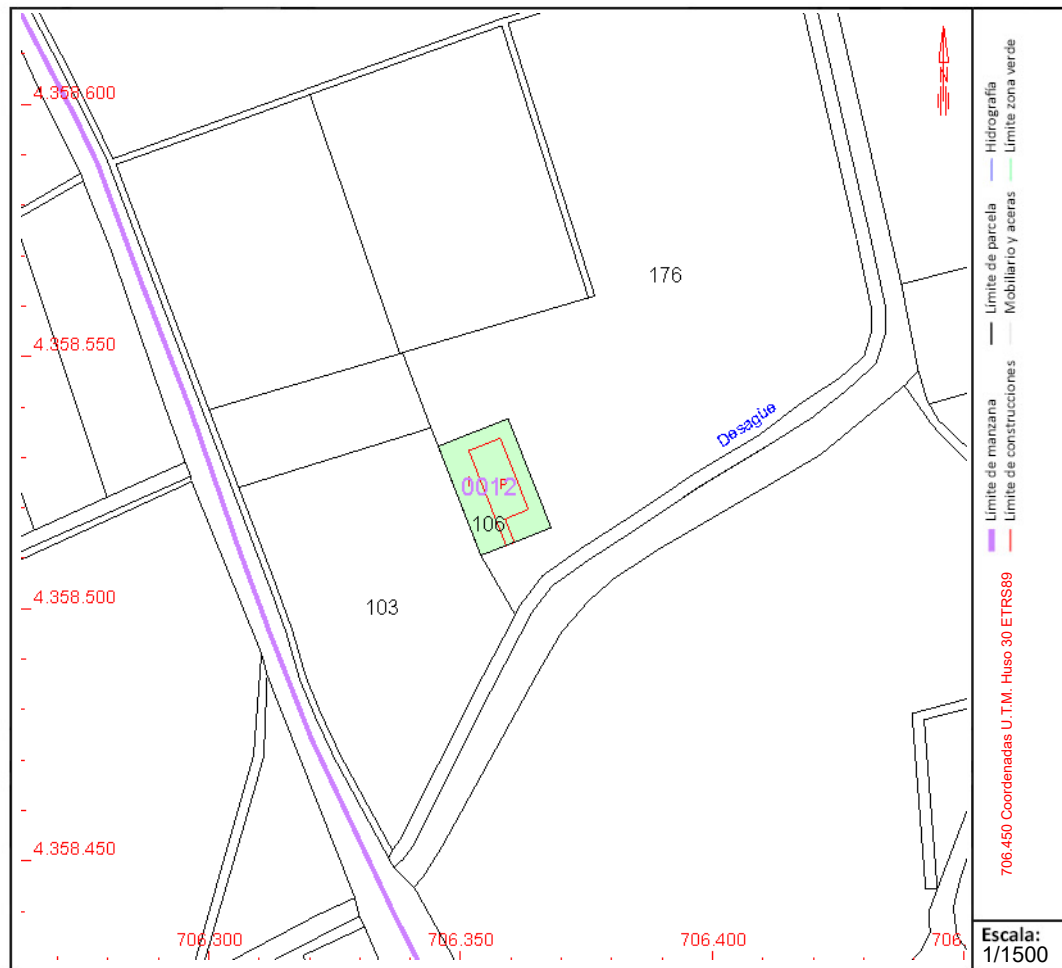 4.358.600
176
4.358.550
Desagüe
I
P
0012
106
4.358.500
103
4.358.450
706.300
706.350
706.400
706.
N
Límite de manzana
Límite de parcela
Hidrografía
Límite de construcciones
Mobiliario y aceras
Límite zona verde
706.450 Coordenadas U.T.M. Huso 30 ETRS89
Escala:
1/1500